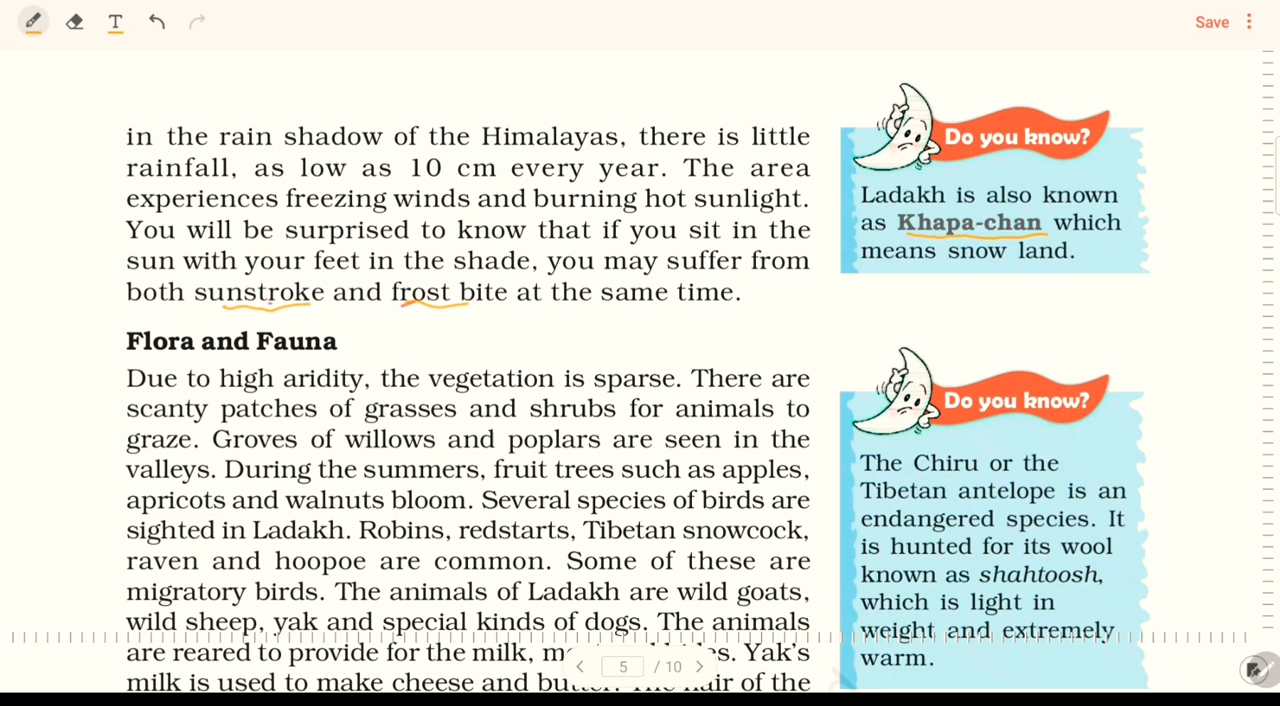 T
Save
in the rain shadow of the Himalayas, there is little
rainfall, as low as 10 cm every year. The area
experiences freezing winds and burning hot sunlight.
You will be surprised to know that if you sit in the
sun with your feet in the shade, you may suffer from
both sunstroke and frost bite at the same time.
Flora and Fauna
Due to high aridity, the vegetation is sparse. There are
scanty patches of grasses and shrubs for animals to
graze. Groves of willows and poplars are seen in the
valleys. During the summers, fruit trees such as apples,
apricots and walnuts bloom. Several species of birds are
sighted in Ladakh. Robins, redstarts, Tibetan snowcock,
raven and hoopoe are common. Some of these are
migratory birds. The animals of Ladakh are wild goats,
wild sheep, yak and special kinds of dogs. The animals
are reared to provide for the milk, Yak's
milk is used to make cheese and of the
Do you know?
Ladakh is also known
as Khapa-chan which
means snow land.
Do you know?
The Chiru or the
Tibetan antelope is an
endangered species. It
is hunted for its wool
known as shahtoosh,
which is light in
weight and extremely
warm.
5 / 10